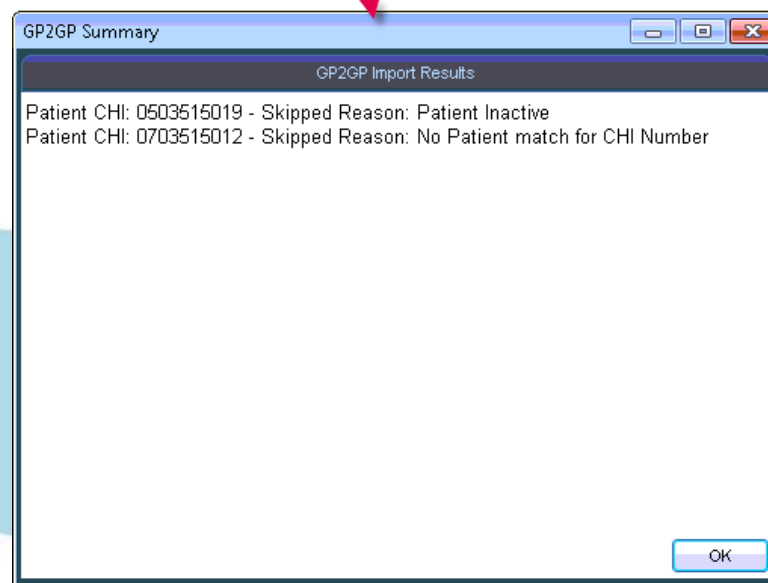 GP2GP Summary
GP2GP Import Results
Patient CHI: 0503515019 - Skipped Reason: Patient Inactive
Patient CHI: 0703515012 - Skipped Reason: No Patient match for CHI Number
OK